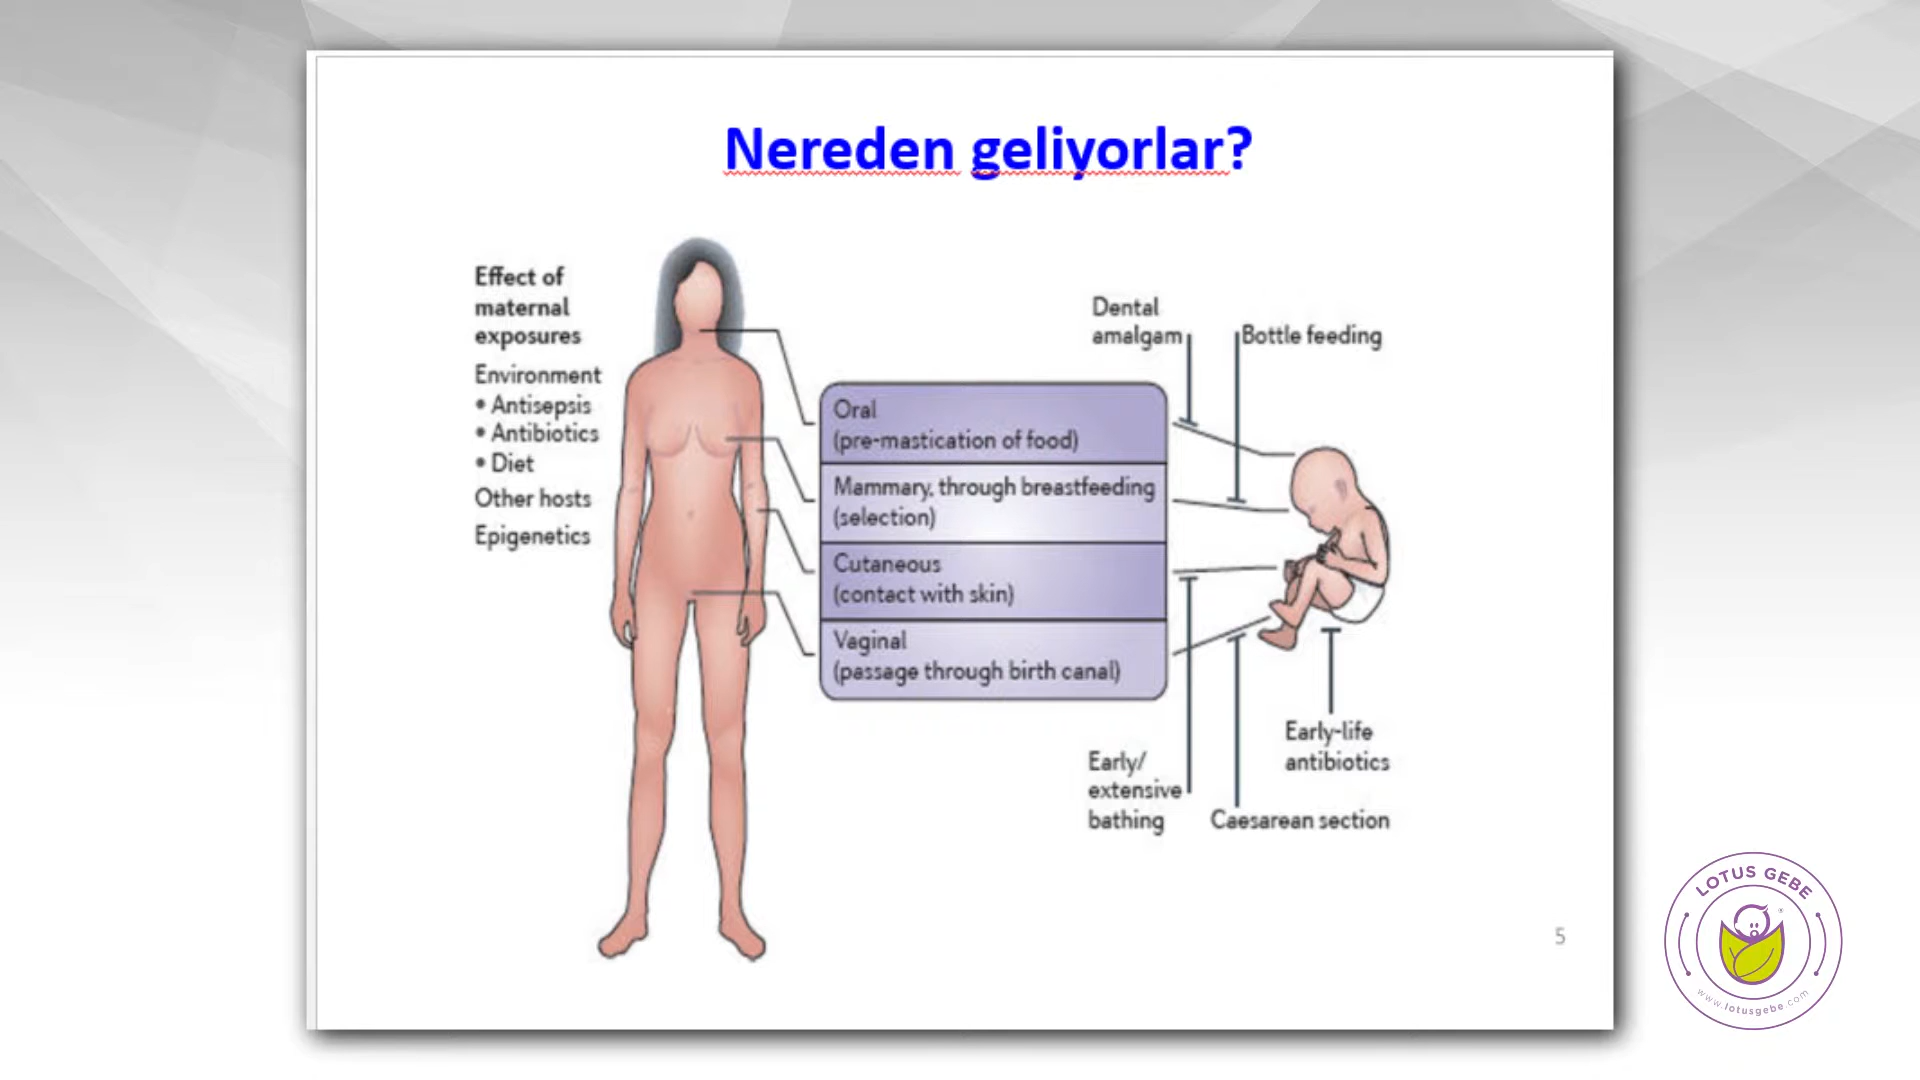 Nereden geliyorlar?
Effect of
maternal
exposures
Environment
• Antisepsis
• Antibiotics
• Diet
Other hosts
Epigenetics
Oral
(pre-mastication of food)
Mammary, through breastfeeding
(selection)
Cutaneous
(contact with skin)
Vaginal
(passage through birth canal)
Dental
amalgam
Bottle feeding
Early/
extensive
bathing
Caesarean section
Early-life
antibiotics
5
LOTUS GEBE
www.lotusgebe.com